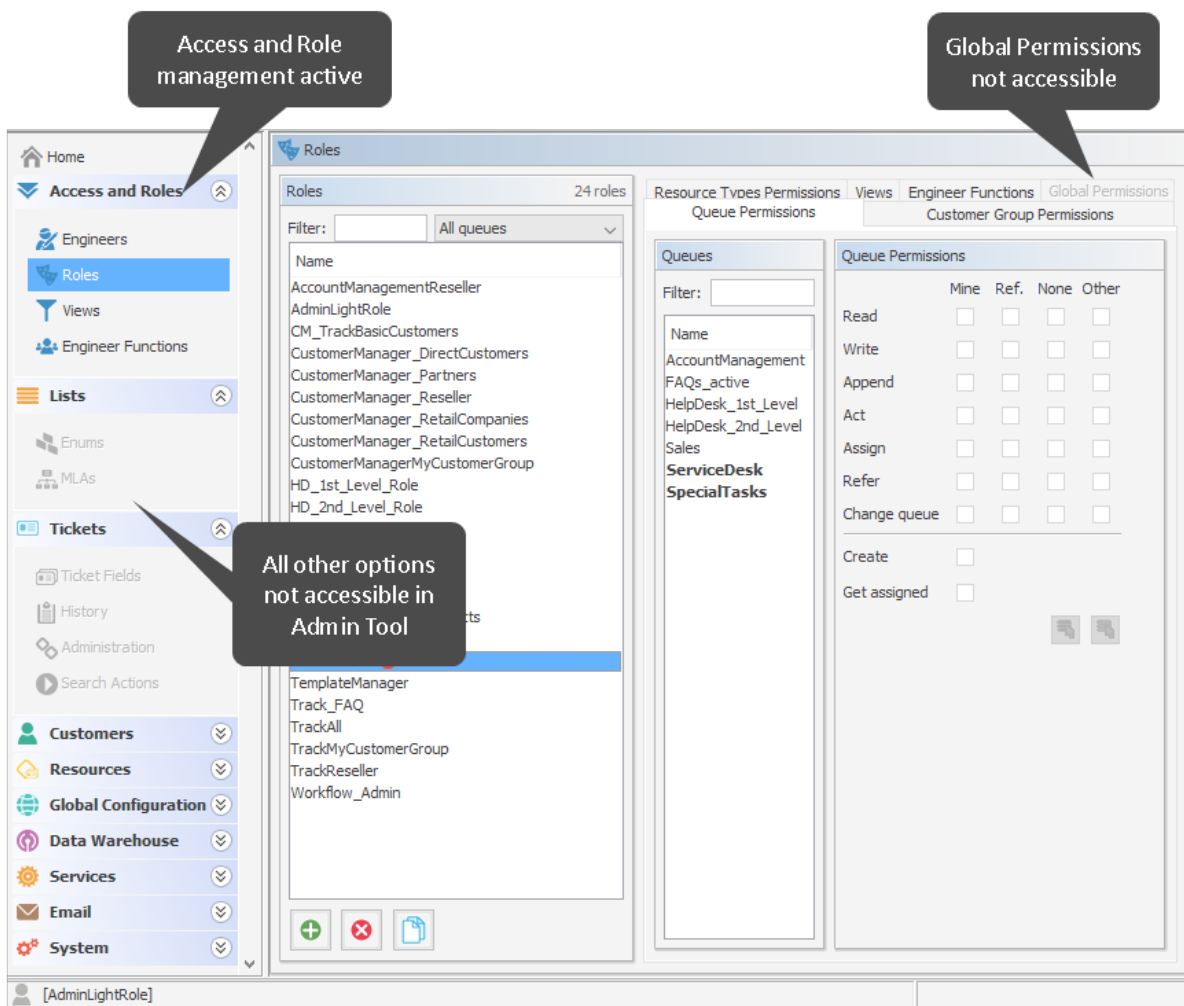 Access and Role
management active
Global Permissions
not accessible
Home
Access and Roles
Engineers
Roles
Views
Engineer Functions
Lists
Enums
MLAs
Tickets
Ticket Fields
History
Administration
Search Actions
Customers
Resources
Global Configuration
Data Warehouse
Services
Email
System
All other options
not accessible in
Admin Tool
Roles
Roles 24 roles
Filter: All queues
Name
AccountManagementReseller
AdminLightRole
CM_TrackBasicCustomers
CustomerManager_DirectCustomers
CustomerManager_Partners
CustomerManager_Reseller
CustomerManager_RetailCompanies
CustomerManager_RetailCustomers
CustomerManagerMyCustomerGroup
HD_1st_Level_Role
HD_2nd_Level_Role
TemplateManager
Track_FAQ
TrackAll
TrackMyCustomerGroup
TrackReseller
Workflow_Admin
Resource Types Permissions Views Engineer Functions Global Permissions
Queue Permissions Customer Group Permissions
Queues
Filter:
Name
AccountManagement
FAQs_active
HelpDesk_1st_Level
HelpDesk_2nd_Level
Sales
ServiceDesk
SpecialTasks
Queue Permissions
Mine Ref. None Other
Read
Write
Append
Act
Assign
Refer
Change queue
Create
Get assigned
[AdminLightRole]